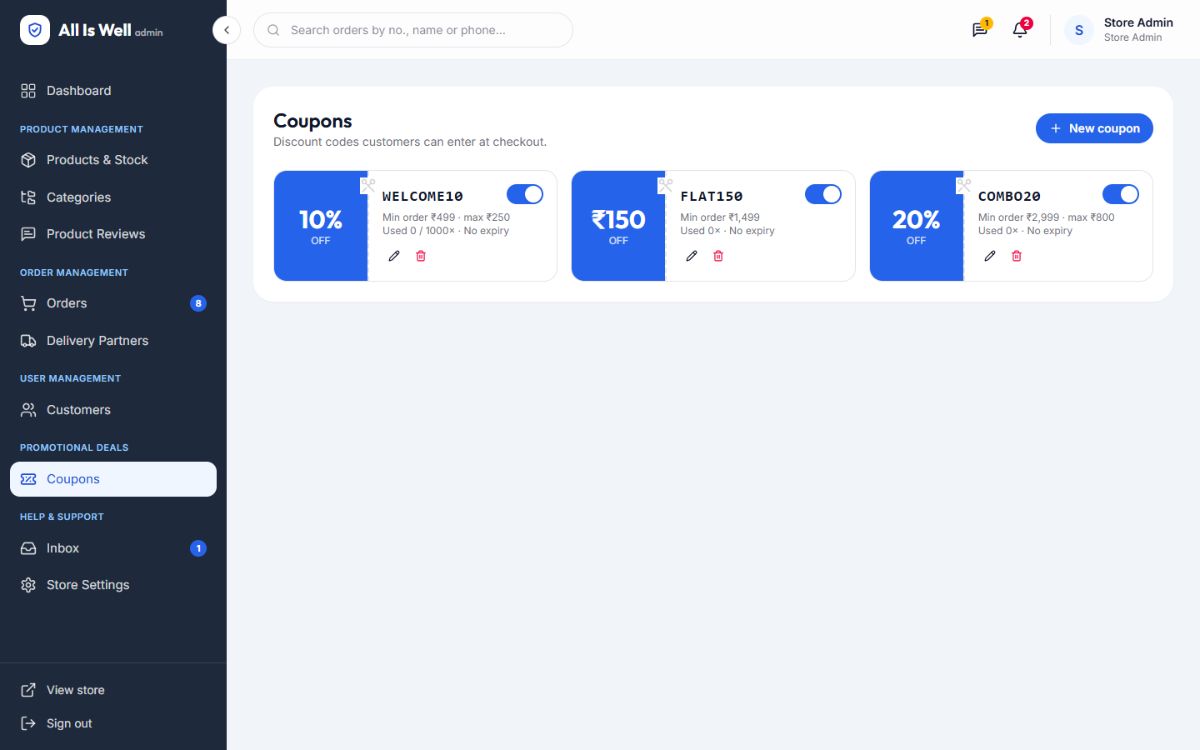 All Is Well admin
Search orders by no., name or phone...
1
2
S
Store Admin
Store Admin
Dashboard
PRODUCT MANAGEMENT
Products & Stock
Categories
Product Reviews
ORDER MANAGEMENT
Orders
8
Delivery Partners
USER MANAGEMENT
Customers
PROMOTIONAL DEALS
Coupons
HELP & SUPPORT
Inbox
1
Store Settings
View store
Sign out
Coupons
Discount codes customers can enter at checkout.
+ New coupon
10%
OFF
WELCOME10
Min order ₹499 · max ₹250
Used 0 / 1000× · No expiry
₹150
OFF
FLAT150
Min order ₹1,499
Used 0× · No expiry
20%
OFF
COMBO20
Min order ₹2,999 · max ₹800
Used 0× · No expiry